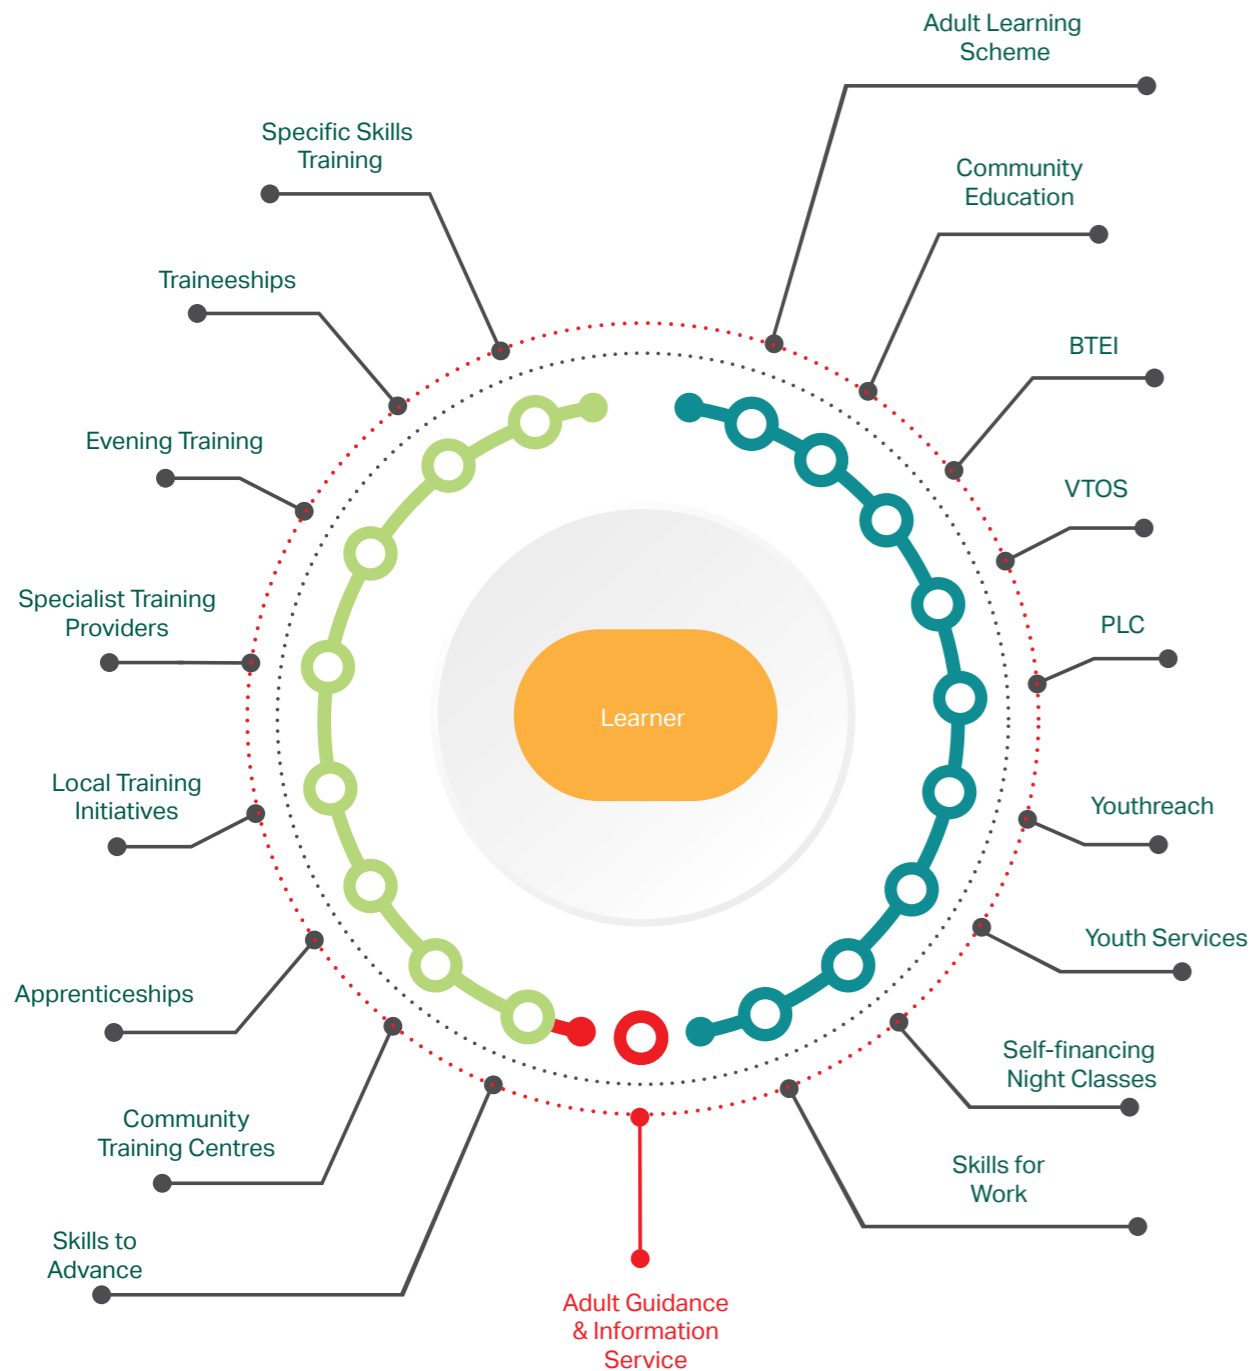 Adult Learning
Scheme
Specific Skills
Training
Community
Education
Traineeships
BTEI
Evening Training
VTOS
Specialist Training
Providers
PLC
Learner
Local Training
Initiatives
Youthreach
Youth Services
Apprenticeships
Self-financing
Night Classes
Community
Training Centres
Skills for
Work
Skills to
Advance
Adult Guidance
& Information
Service